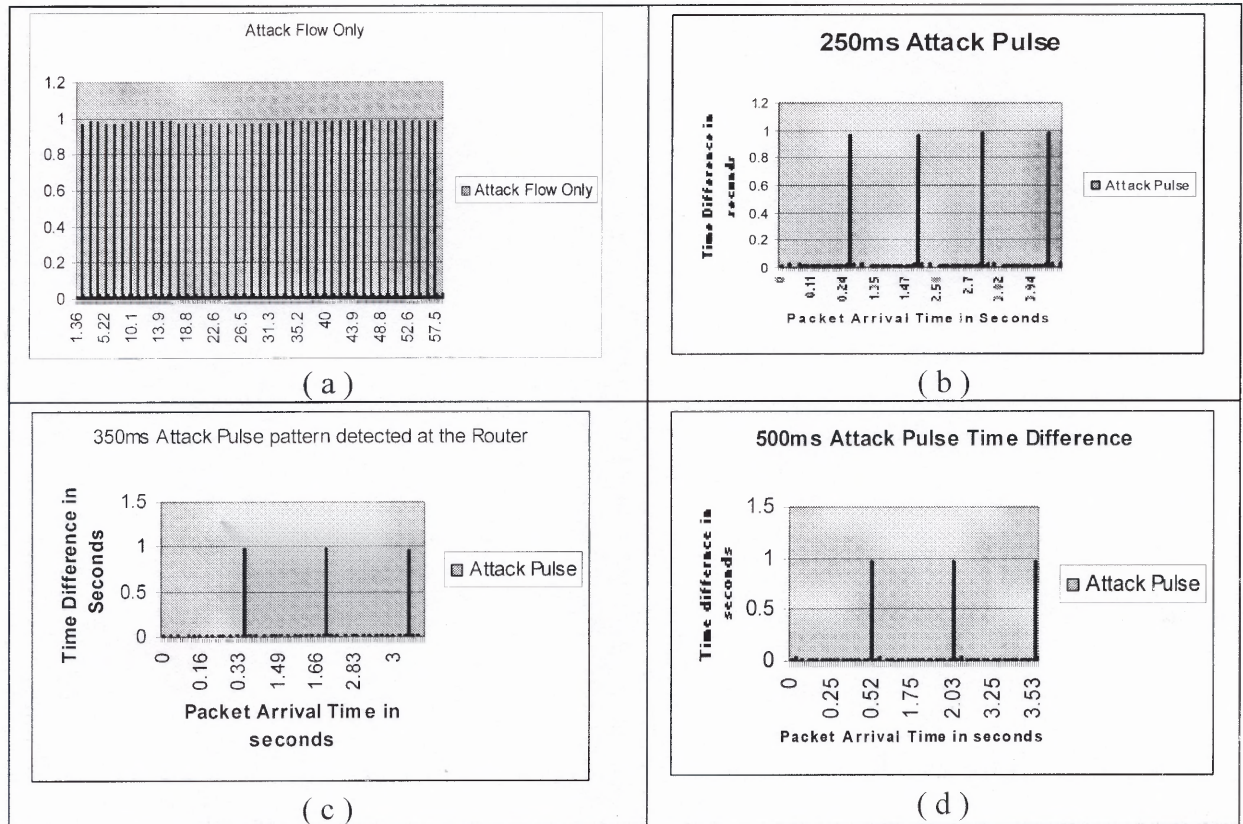 Attack Flow Only
1.2
1
0.8
0.6
0.4
0.2
0
1.36
5.22
10.1
13.9
18.8
22.6
26.5
31.3
35.2
40
43.9
48.8
52.6
57.5
Attack Flow Only
( a )
250ms Attack Pulse
Time Difference in
seconds
1.2
1
0.8
0.6
0.4
0.2
0
0
0.11
0.24
1.35
1.47
2.7
3.94
Packet Arrival Time in Seconds
Attack Pulse
( b )
350ms Attack Pulse pattern detected at the Router
Time Difference in
Seconds
1.5
1
0.5
0
0
0.16
0.33
1.49
1.66
2.83
3
Packet Arrival Time in
seconds
Attack Pulse
( c )
500ms Attack Pulse Time Difference
Time difference in
seconds
1.5
1
0.5
0
0
0.25
0.52
1.75
2.03
3.25
3.53
Packet Arrival Time in seconds
Attack Pulse
( d )